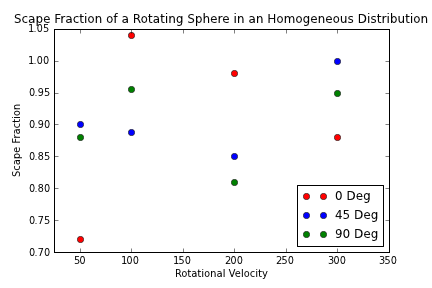 Scape Fraction of a Rotating Sphere in an Homogeneous Distribution
1.05
1.00
0.95
0.90
0.85
0.80
0.75
0.70
Scape Fraction
0 Deg
45 Deg
90 Deg
50 100 150 200 250 300 350
Rotational Velocity